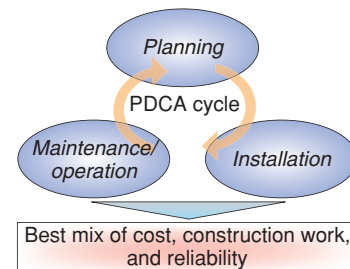 Planning
PDCA cycle
Maintenance/
operation
Installation
Best mix of cost, construction work,
and reliability